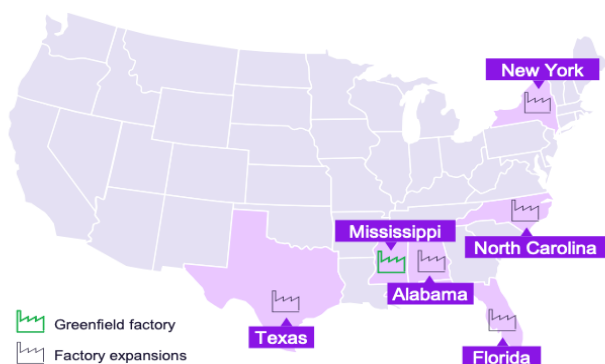 New York
Mississippi
North Carolina
Alabama
Texas
Florida
Greenfield factory
Factory expansions